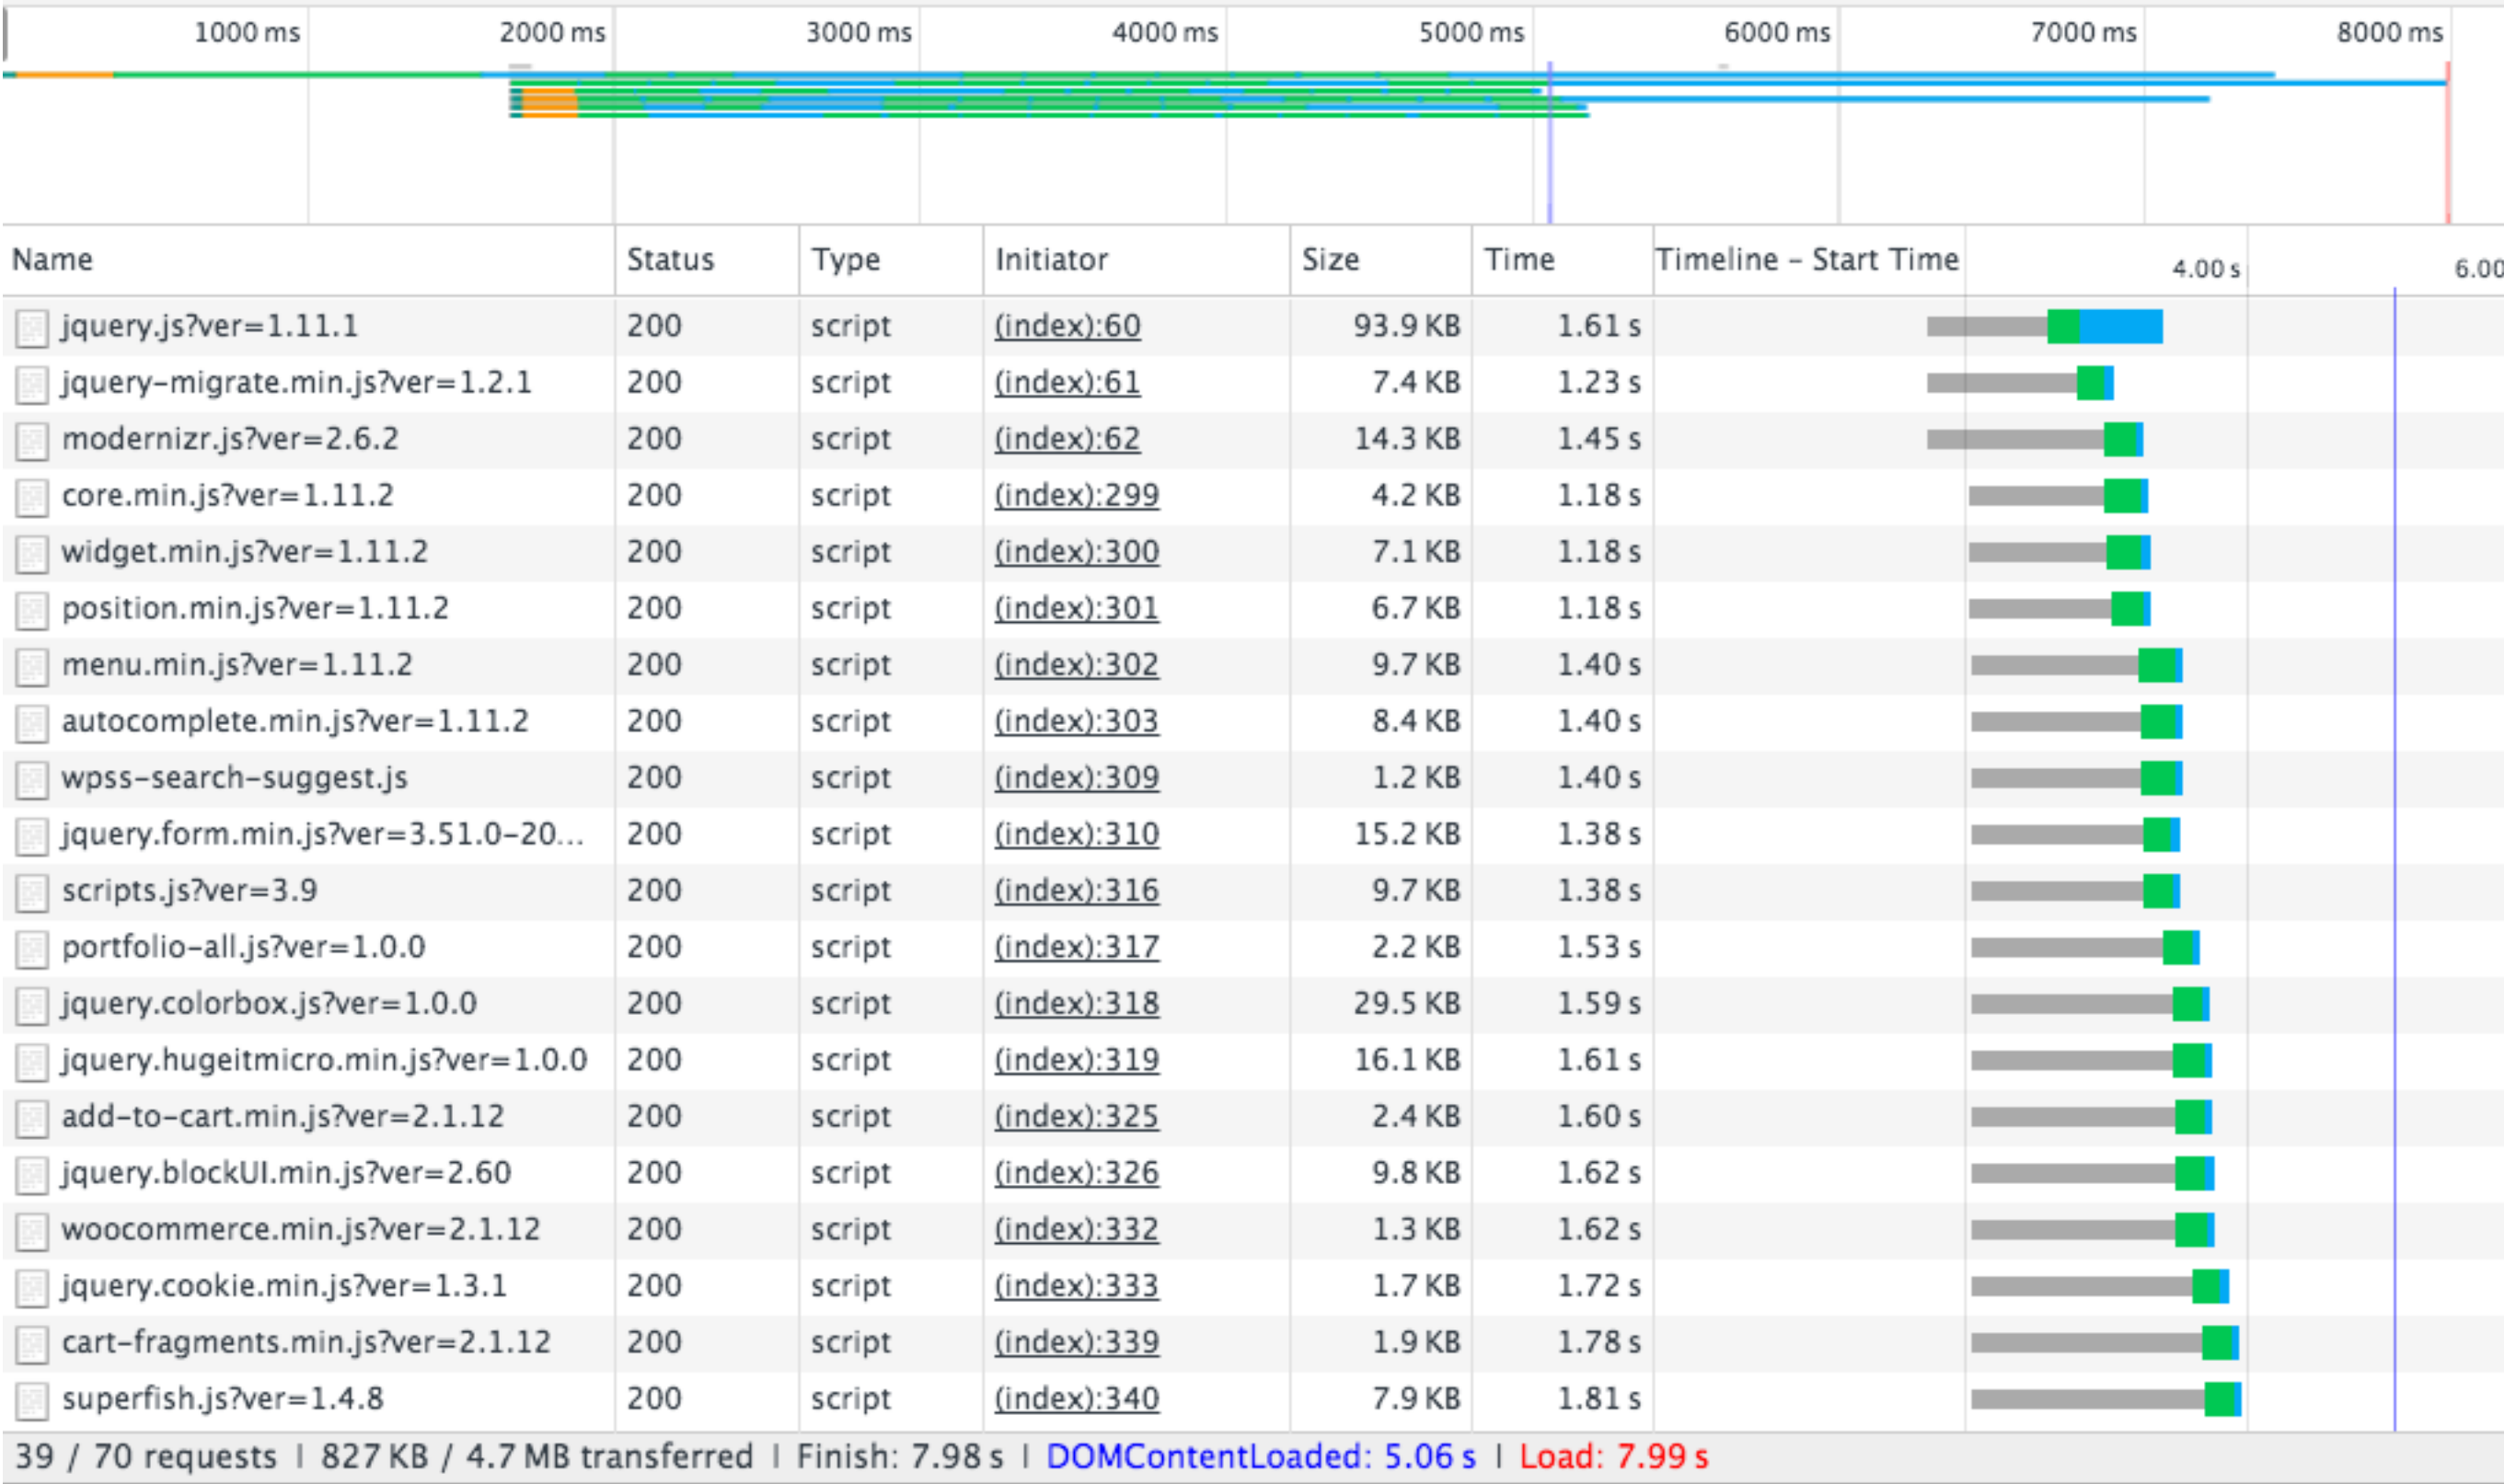 1000 ms 2000 ms 3000 ms 4000 ms 5000 ms 6000 ms 7000 ms 8000 ms
Name Status Type Initiator Size Time Timeline – Start Time 4.00 s 6.00
jquery.js?ver=1.11.1 200 script (index):60 93.9 KB 1.61 s
jquery-migrate.min.js?ver=1.2.1 200 script (index):61 7.4 KB 1.23 s
modernizr.js?ver=2.6.2 200 script (index):62 14.3 KB 1.45 s
core.min.js?ver=1.11.2 200 script (index):299 4.2 KB 1.18 s
widget.min.js?ver=1.11.2 200 script (index):300 7.1 KB 1.18 s
position.min.js?ver=1.11.2 200 script (index):301 6.7 KB 1.18 s
menu.min.js?ver=1.11.2 200 script (index):302 9.7 KB 1.40 s
autocomplete.min.js?ver=1.11.2 200 script (index):303 8.4 KB 1.40 s
wpss-search-suggest.js 200 script (index):309 1.2 KB 1.40 s
jquery.form.min.js?ver=3.51.0-20... 200 script (index):310 15.2 KB 1.38 s
scripts.js?ver=3.9 200 script (index):316 9.7 KB 1.38 s
portfolio-all.js?ver=1.0.0 200 script (index):317 2.2 KB 1.53 s
jquery.colorbox.js?ver=1.0.0 200 script (index):318 29.5 KB 1.59 s
jquery.hugeitmicro.min.js?ver=1.0.0 200 script (index):319 16.1 KB 1.61 s
add-to-cart.min.js?ver=2.1.12 200 script (index):325 2.4 KB 1.60 s
jquery.blockUI.min.js?ver=2.60 200 script (index):326 9.8 KB 1.62 s
woocommerce.min.js?ver=2.1.12 200 script (index):332 1.3 KB 1.62 s
jquery.cookie.min.js?ver=1.3.1 200 script (index):333 1.7 KB 1.72 s
cart-fragments.min.js?ver=2.1.12 200 script (index):339 1.9 KB 1.78 s
superfish.js?ver=1.4.8 200 script (index):340 7.9 KB 1.81 s
39 / 70 requests | 827 KB / 4.7 MB transferred | Finish: 7.98 s | DOMContentLoaded: 5.06 s | Load: 7.99 s